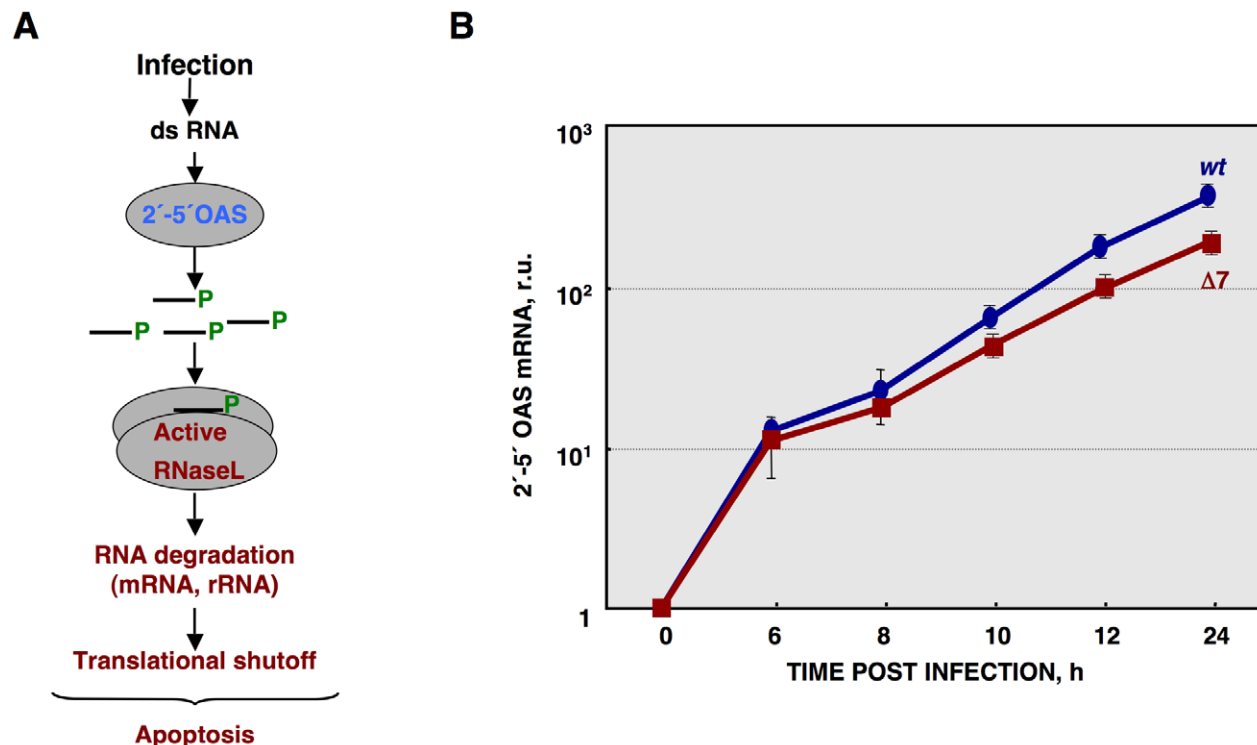 A
Infection
ds RNA
2´-5´OAS
P
P
P
P
P
Active
RNaseL
RNA degradation
(mRNA, rRNA)
Translational shutoff
Apoptosis
B
2´-5´ OAS mRNA, r.u.
10³
10²
10¹
1
wt
Δ7
0 6 8 10 12 24
TIME POST INFECTION, h